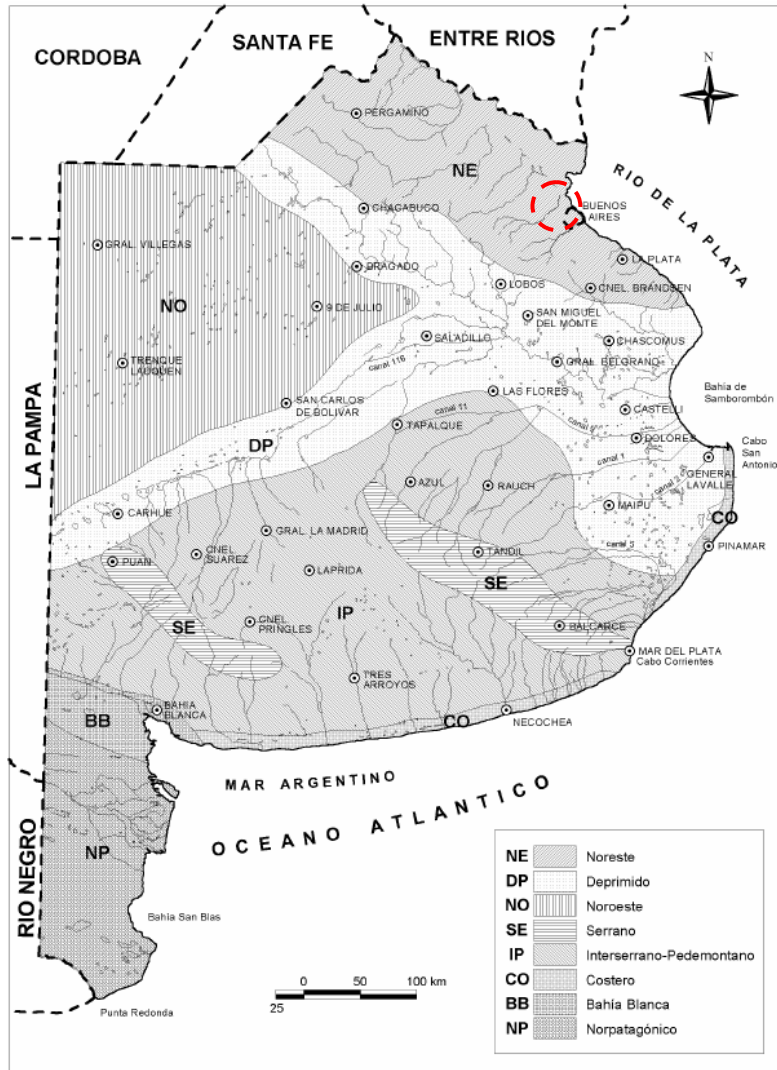 SANTA FE
ENTRE RIOS
CORDOBA
N
PERGAMINO
NE
RIO DE LA PLATA
CHACABUCO
BUENOS
AIRES
GRAL. VILLEGAS
BRAGADO
LA PLATA
LOBOS
CNEL. BRANDSEN
NO
9 DE JULIO
SAN MIGUEL
DEL MONTE
SALADILLO
CHASCOMUS
TRENQUE
LAUQUEN
canal 116
GRAL. BELGRANO
LAS FLORES
Bahía de
Samborombón
SAN CARLOS
DE BOLIVAR
canal 11
CASTELLI
TAPALQUE
canal 9
DOLORES
LA PAMPA
DP
canal 1
Cabo
San
Antonio
GENERAL
LAVALLE
AZUL
RAUCH
canal 2
MAIPU
CARHUE
CO
GRAL. LA MADRID
canal 5
PINAMAR
PUAN
CNEL
SUAREZ
TANDIL
LAPRIDA
SE
IP
CNEL
PRINGLES
SE
BALCARCE
MAR DEL PLATA
Cabo Corrientes
TRES
ARROYOS
BB
BAHIA
BLANCA
CO
NECOCHEA
MAR ARGENTINO
OCEANO ATLANTICO
RIO NEGRO
NP
Bahía San Blas
Punta Redonda
0 50 100 km
25
NE Noreste
DP Deprimido
NO Noroeste
SE Serrano
IP Interserrano-Pedemontano
CO Costero
BB Bahía Blanca
NP Norpatagónico